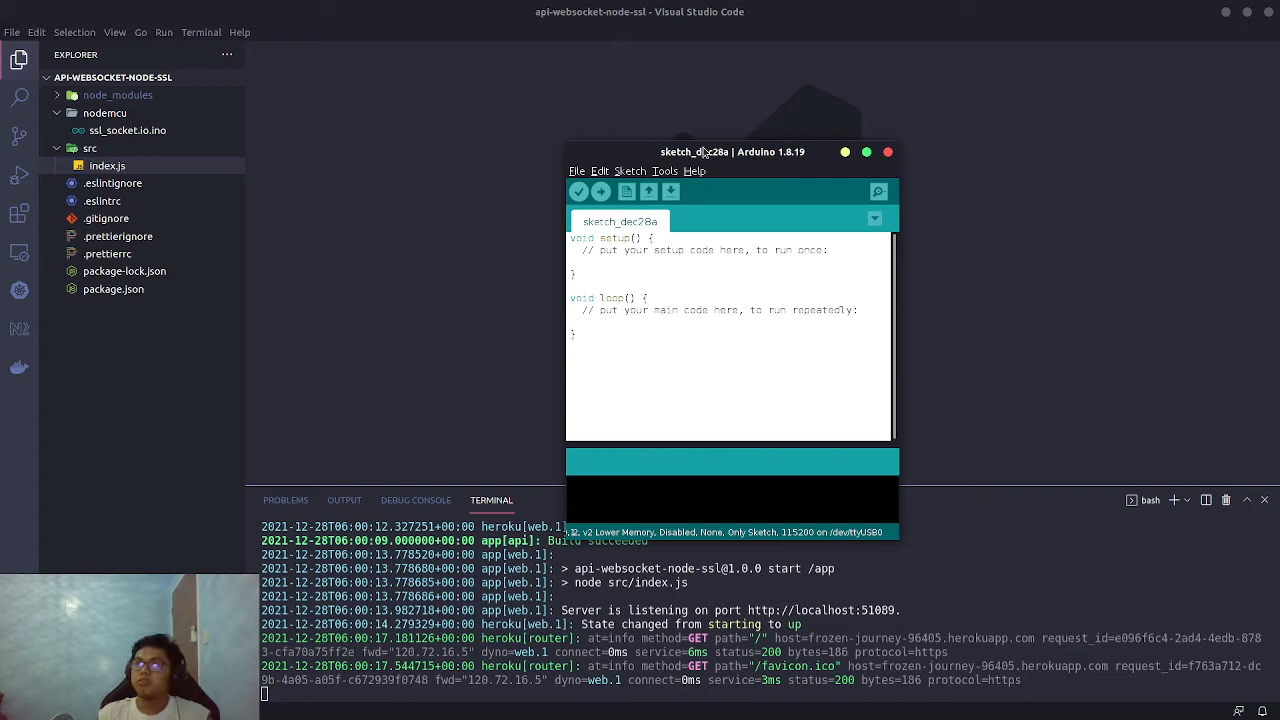 api-websocket-node-ssl - Visual Studio Code
File Edit Selection View Go Run Terminal Help
EXPLORER
API-WEBSOCKET-NODE-SSL
node_modules
nodemcu
ssl_socket.io.ino
src
JS index.js
.eslintignore
.eslintrc
.gitignore
.prettierignore
.prettierrc
package-lock.json
package.json
sketch_dec28a | Arduino 1.8.19
File Edit Sketch Tools Help
sketch_dec28a
void setup() {
// put your setup code here, to run once:
}
void loop() {
// put your main code here, to run repeatedly:
}
2, v2 Lower Memory, Disabled, None, Only Sketch, 115200 on /dev/ttyUSB0
PROBLEMS OUTPUT DEBUG CONSOLE TERMINAL
bash
2021-12-28T06:00:12.327251+00:00 heroku[web.1]
2021-12-28T06:00:09.000000+00:00 app[api]: Build succeeded
2021-12-28T06:00:13.778520+00:00 app[web.1]:
2021-12-28T06:00:13.778685+00:00 app[web.1]: > api-websocket-node-ssl@1.0.0 start /app
2021-12-28T06:00:13.778685+00:00 app[web.1]: > node src/index.js
2021-12-28T06:00:13.778686+00:00 app[web.1]:
2021-12-28T06:00:13.982718+00:00 app[web.1]: Server is listening on port http://localhost:51089.
2021-12-28T06:00:14.279329+00:00 heroku[web.1]: State changed from starting to up
2021-12-28T06:00:17.181126+00:00 heroku[router]: at=info method=GET path="/" host=frozen-journey-96405.herokuapp.com request_id=e096f6c4-2ad4-4edb-878
3-cfa70a75ff2e fwd="120.72.16.5" dyno=web.1 connect=0ms service=6ms status=200 bytes=186 protocol=https
2021-12-28T06:00:17.544715+00:00 heroku[router]: at=info method=GET path="/favicon.ico" host=frozen-journey-96405.herokuapp.com request_id=f763a712-dc
9b-4a05-a05f-c672939f0748 fwd="120.72.16.5" dyno=web.1 connect=0ms service=3ms status=200 bytes=186 protocol=https